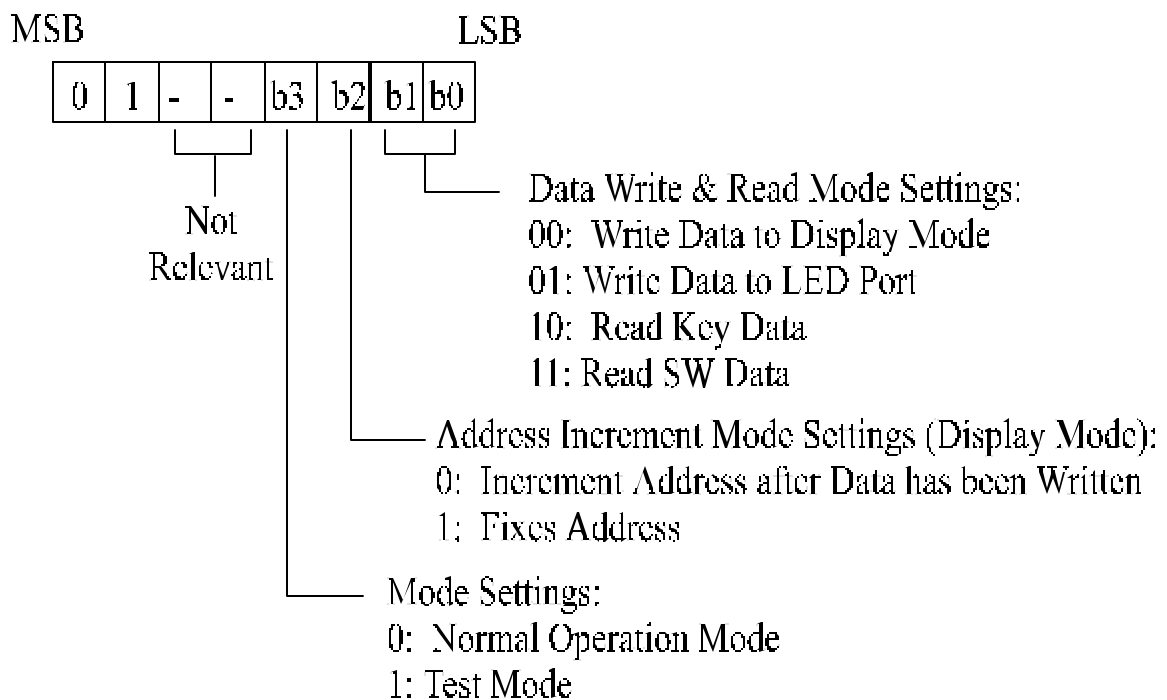 MSB LSB
0 1 - - b3 b2 b1 b0
Data Write & Read Mode Settings:
Not
Relevant
00: Write Data to Display Mode
01: Write Data to LED Port
10: Read Key Data
11: Read SW Data
Address Increment Mode Settings (Display Mode):
0: Increment Address after Data has been Written
1: Fixes Address
Mode Settings:
0: Normal Operation Mode
1: Test Mode